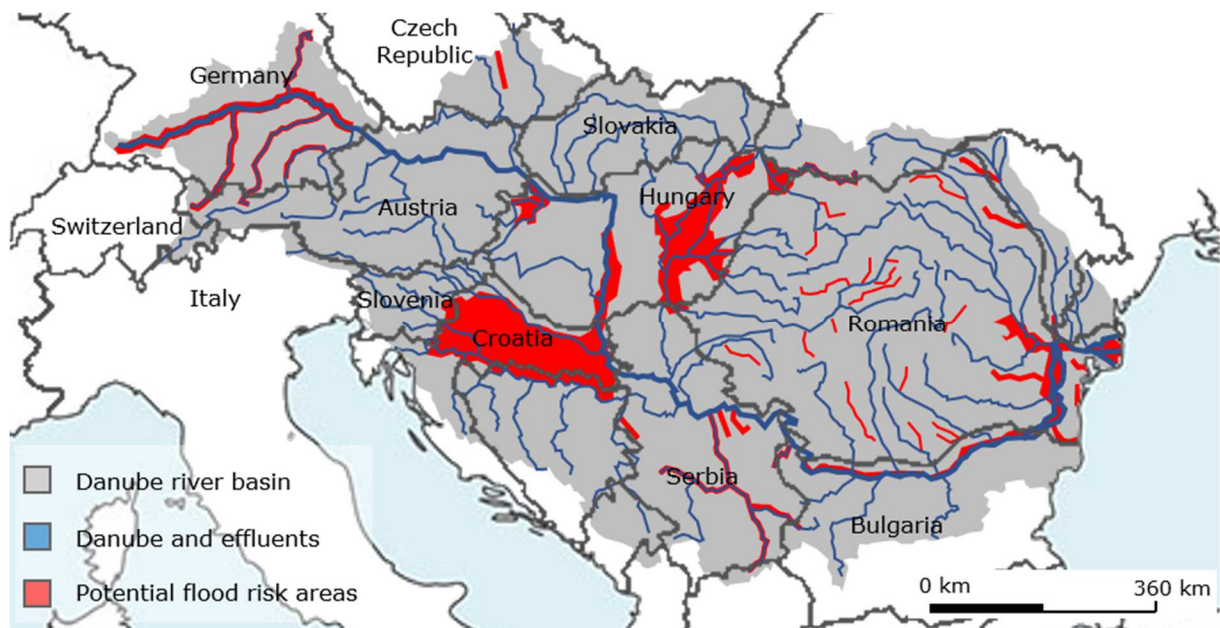 Czech
Republic
Germany
Slovakia
Hungary
Switzerland
Austria
Italy
Slovenia
Croatia
Romania
Serbia
Bulgaria
Danube river basin
Danube and effluents
Potential flood risk areas
0 km 360 km